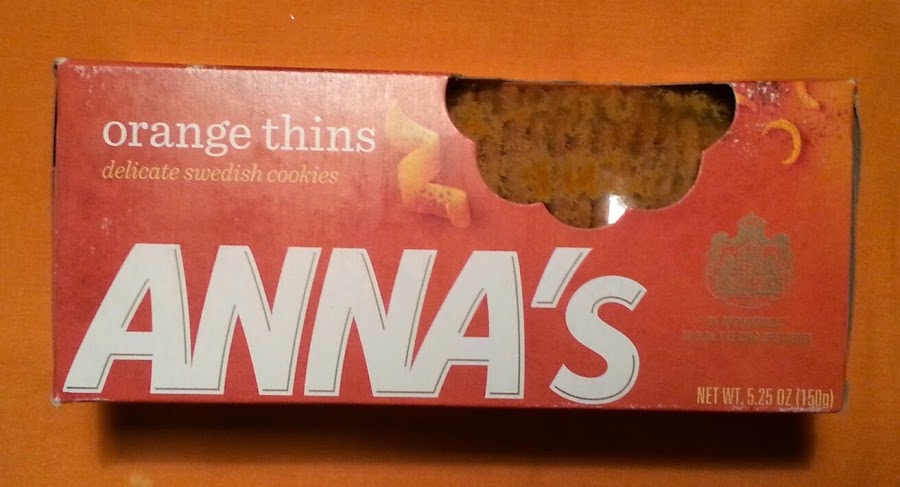 orange thins
delicate swedish cookies
ANNA'S
NET WT. 5.25 OZ (150g)